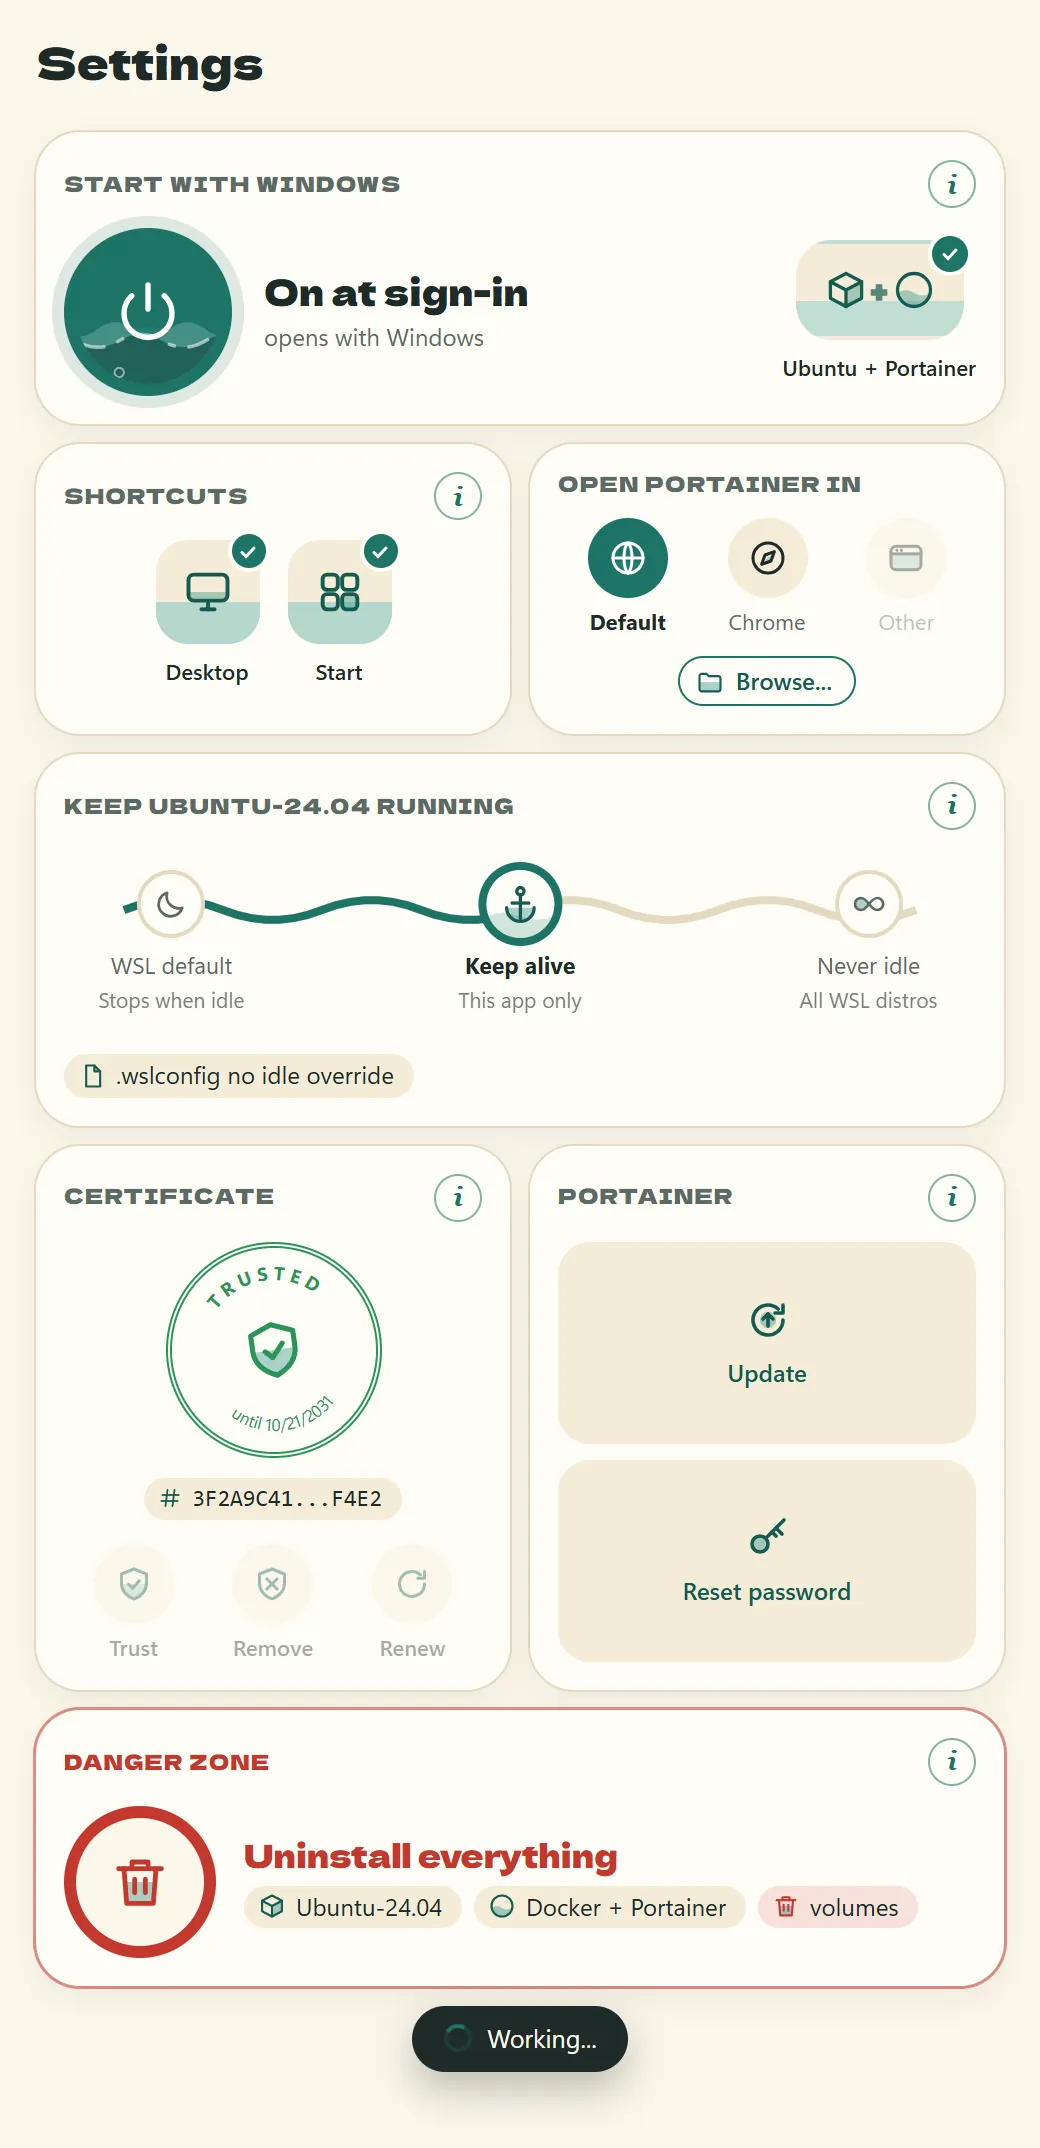 Settings
START WITH WINDOWS
i
On at sign-in
opens with Windows
Ubuntu + Portainer
SHORTCUTS
i
Desktop
Start
OPEN PORTAINER IN
Default
Chrome
Other
Browse...
KEEP UBUNTU-24.04 RUNNING
i
WSL default
Stops when idle
Keep alive
This app only
Never idle
All WSL distros
.wslconfig no idle override
CERTIFICATE
i
TRUSTED
until 10/21/2031
# 3F2A9C41...F4E2
Trust
Remove
Renew
PORTAINER
i
Update
Reset password
DANGER ZONE
i
Uninstall everything
Ubuntu-24.04
Docker + Portainer
volumes
Working...